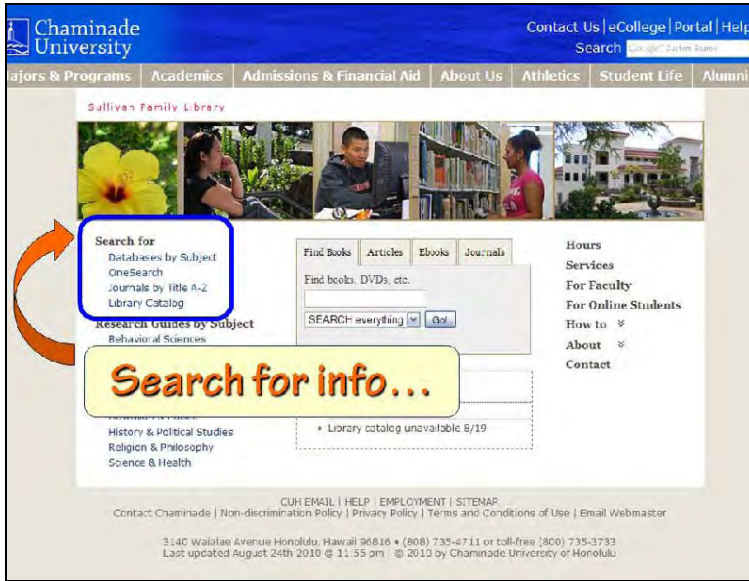 Chaminade
University
Contact Us | eCollege | Portal | Help
Search
ajors & Programs Academics Admissions & Financial Aid About Us Athletics Student Life Alumni
Sullivan Family Library
Search for
Databases by Subject
OneSearch
Journals by Title A-Z
Library Catalog
Research Guides by Subject
Behavioral Sciences
Search for info...
History & Political Studies
Religion & Philosophy
Science & Health
Find Books Articles Ebooks Journals
Find books, DVDs, etc.
SEARCH everything Go!
• Library catalog unavailable 8/19
Hours
Services
For Faculty
For Online Students
How to
About
Contact
CUH EMAIL | HELP | EMPLOYMENT | SITEMAP
Contact Chaminade | Non-discrimination Policy | Privacy Policy | Terms and Conditions of Use | Email Webmaster
3140 Waialae Avenue Honolulu, Hawaii 96816 • (808) 735-4711 or toll-free (800) 735-3733
Last updated August 24th 2010 @ 11:55 pm | © 2010 by Chaminade University of Honolulu